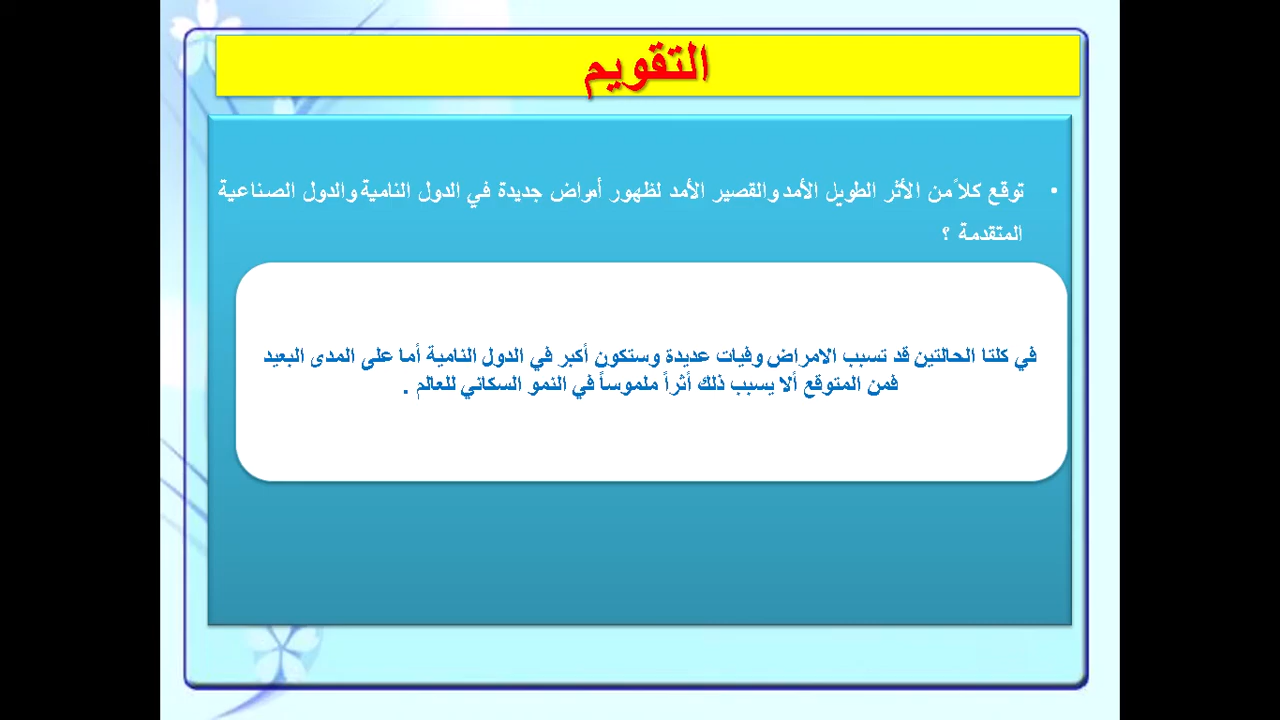 التقويم
• توقع كلاً من الأثر الطويل الأمد والقصير الأمد لظهور أمراض جديدة في الدول النامية والدول الصناعية
المتقدمة ؟
في كلتا الحالتين قد تسبب الامراض وفيات عديدة وستكون أكبر في الدول النامية أما على المدى البعيد
فمن المتوقع ألا يسبب ذلك أثراً ملموساً في النمو السكاني للعالم .